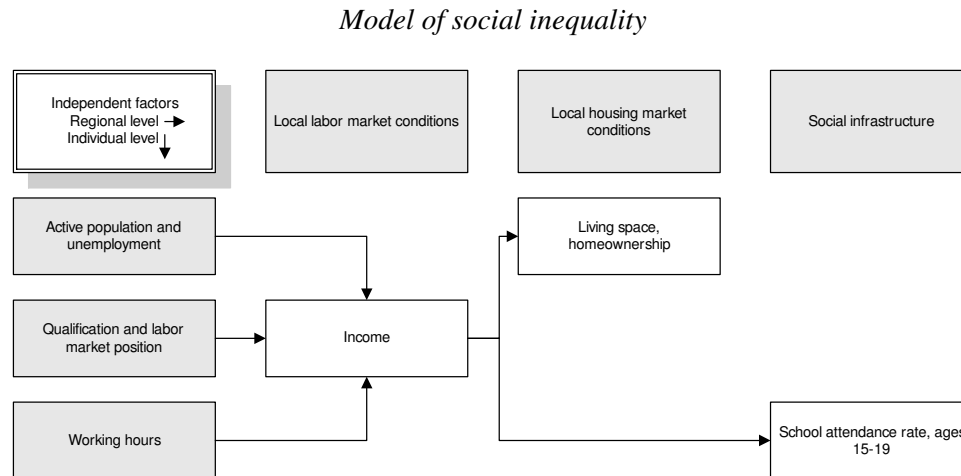 Model of social inequality
Independent factors
Regional level
Individual level
Local labor market conditions
Local housing market
conditions
Social infrastructure
Active population and
unemployment
Living space,
homeownership
Qualification and labor
market position
Income
Working hours
School attendance rate, ages
15-19